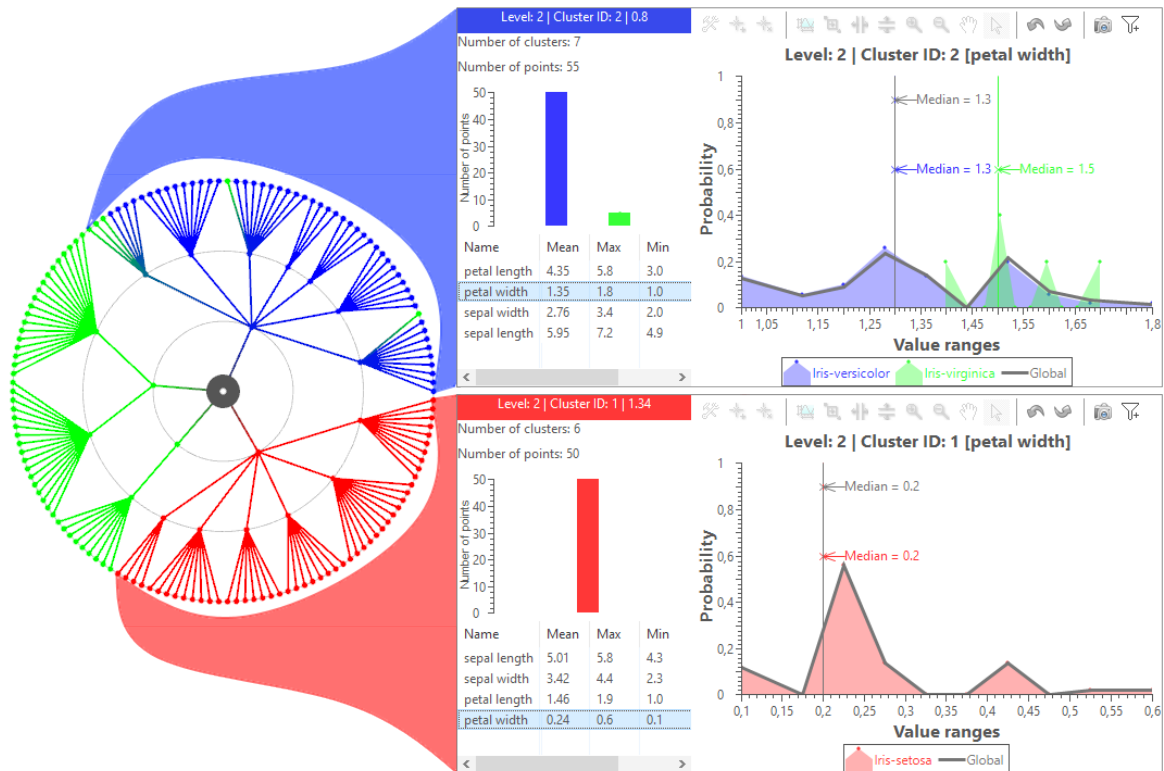 Level: 2 | Cluster ID: 2 | 0.8
Number of clusters: 7
Number of points: 55
Number of points
50
40
30
20
10
0
Name Mean Max Min
petal length 4.35 5.8 3.0
petal width 1.35 1.8 1.0
sepal width 2.76 3.4 2.0
sepal length 5.95 7.2 4.9
Level: 2 | Cluster ID: 2 [petal width]
Probability
1
0,8
0,6
0,4
0,2
0
Median = 1.3
Median = 1.3
Median = 1.5
1 1,05 1,15 1,25 1,35 1,45 1,55 1,65 1,8
Value ranges
Iris-versicolor Iris-virginica Global
Level: 2 | Cluster ID: 1 | 1.34
Number of clusters: 6
Number of points: 50
Number of points
50
40
30
20
10
0
Name Mean Max Min
sepal length 5.01 5.8 4.3
sepal width 3.42 4.4 2.3
petal length 1.46 1.9 1.0
petal width 0.24 0.6 0.1
Level: 2 | Cluster ID: 1 [petal width]
Probability
1
0,8
0,6
0,4
0,2
0
Median = 0.2
Median = 0.2
0,1 0,15 0,2 0,25 0,3 0,35 0,4 0,45 0,5 0,55 0,6
Value ranges
Iris-setosa Global